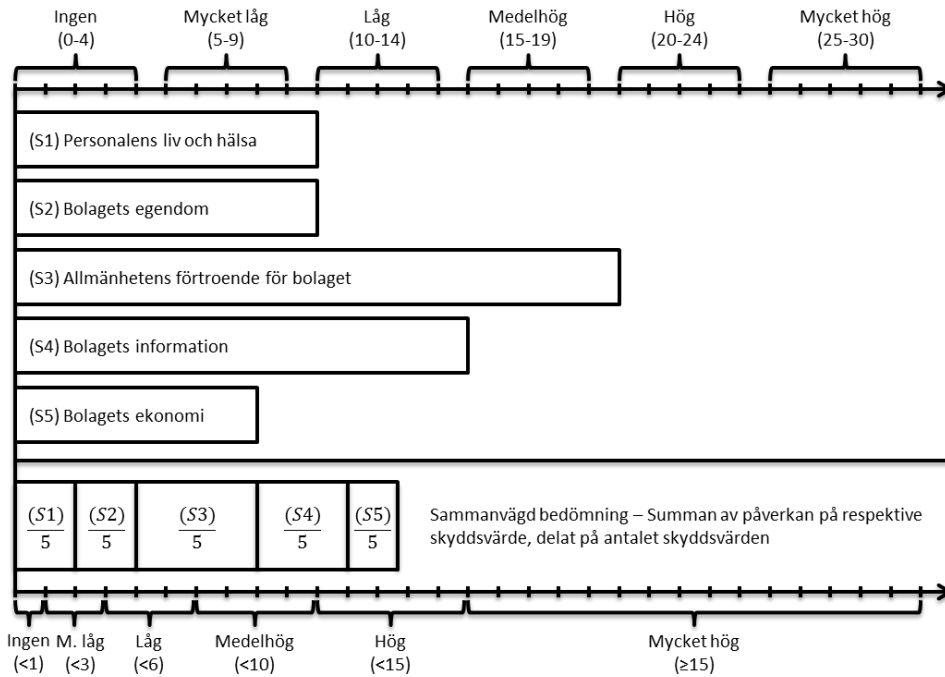 Ingen
(0-4)
Mycket låg
(5-9)
Låg
(10-14)
Medelhög
(15-19)
Hög
(20-24)
Mycket hög
(25-30)
(S1) Personalens liv och hälsa
(S2) Bolagets egendom
(S3) Allmänhetens förtroende för bolaget
(S4) Bolagets information
(S5) Bolagets ekonomi
(S1)
5
(S2)
5
(S3)
5
(S4)
5
(S5)
5
Sammanvägd bedömning – Summan av påverkan på respektive
skyddsvärde, delat på antalet skyddsvärden
Ingen
(<1)
M. låg
(<3)
Låg
(<6)
Medelhög
(<10)
Hög
(<15)
Mycket hög
(≥15)